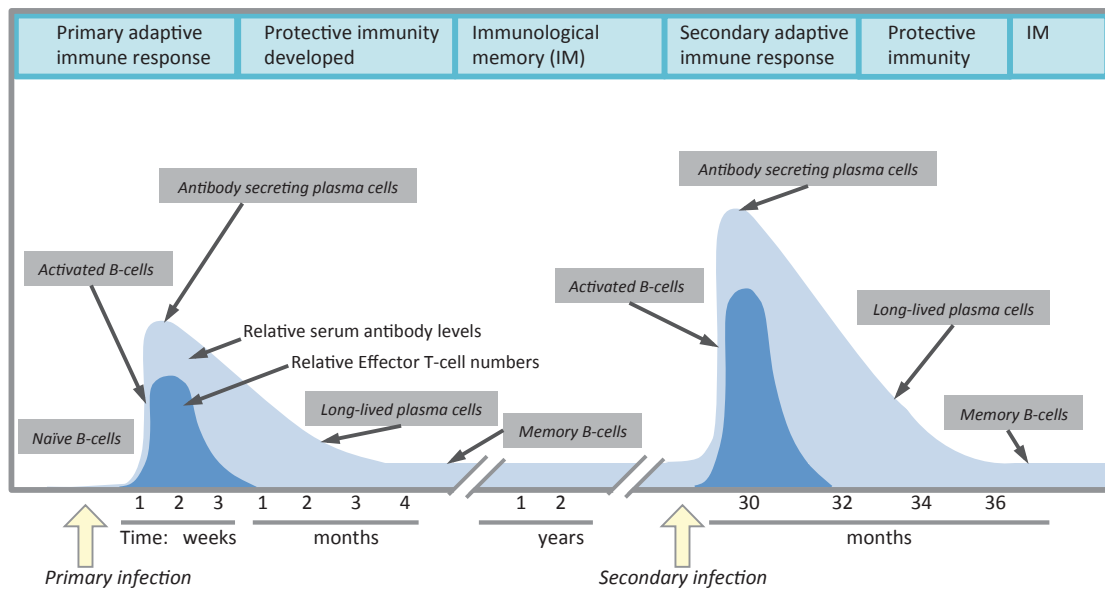 Primary adaptive
immune response
Protective immunity
developed
Immunological
memory (IM)
Secondary adaptive
immune response
Protective
immunity
IM
Antibody secreting plasma cells
Antibody secreting plasma cells
Activated B-cells
Activated B-cells
Long-lived plasma cells
Relative serum antibody levels
Relative Effector T-cell numbers
Long-lived plasma cells
Naïve B-cells
Memory B-cells
Memory B-cells
1 2 3 1 2 3 4 1 2 30 32 34 36
Time: weeks months years months
Primary infection
Secondary infection